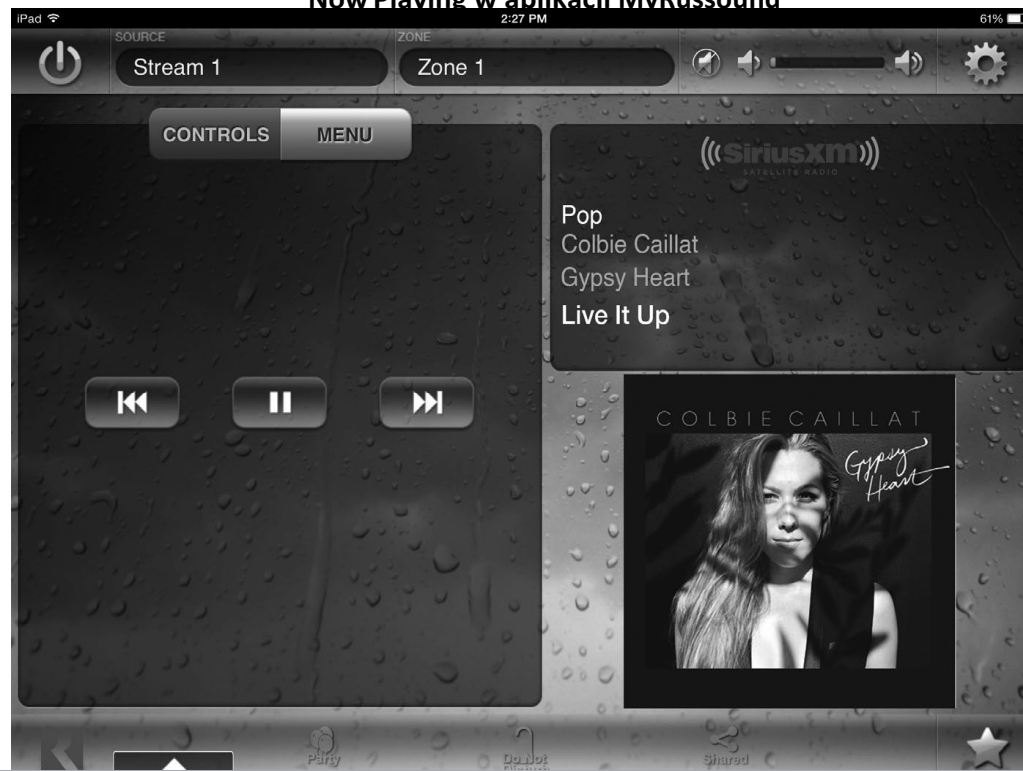 Now Playing w aplikacji MyRussound
iPad 2:27 PM 61%
SOURCE ZONE
Stream 1 Zone 1
CONTROLS MENU
((SiriusXM))
SATELLITE RADIO
Pop
Colbie Caillat
Gypsy Heart
Live It Up
COLBIE CAILLAT
Gypsy
Heart
Party Do Not Shared
Disturb